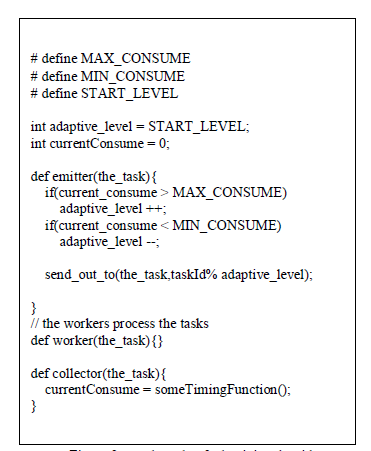 # define MAX_CONSUME
# define MIN_CONSUME
# define START_LEVEL
int adaptive_level = START_LEVEL;
int currentConsume = 0;
def emitter(the_task){
if(current_consume > MAX_CONSUME)
adaptive_level ++;
if(current_consume < MIN_CONSUME)
adaptive_level --;
send_out_to(the_task,taskId% adaptive_level);
}
// the workers process the tasks
def worker(the_task){}
def collector(the_task){
currentConsume = someTimingFunction();
}